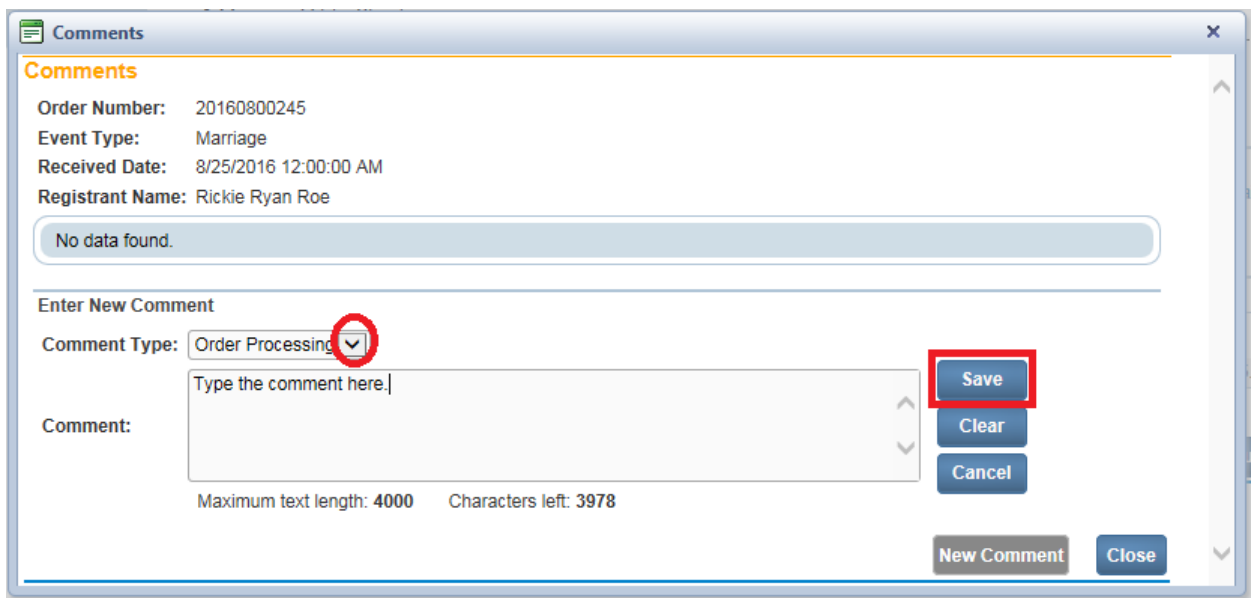 Comments
Comments
Order Number: 20160800245
Event Type: Marriage
Received Date: 8/25/2016 12:00:00 AM
Registrant Name: Rickie Ryan Roe
No data found.
Enter New Comment
Comment Type: Order Processing
Type the comment here.
Comment:
Save
Clear
Cancel
Maximum text length: 4000 Characters left: 3978
New Comment Close